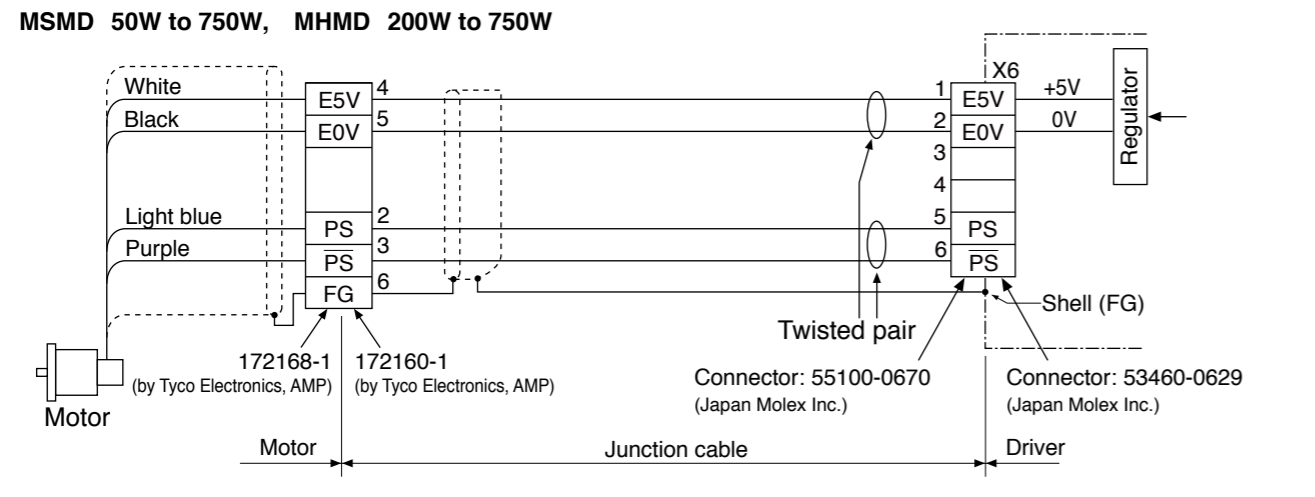 MSMD 50W to 750W, MHMD 200W to 750W
X6
White
E5V
4
1
E5V
+5V
Black
E0V
5
2
E0V
0V
Regulator
3
4
Light blue
PS
2
5
PS
Purple
P̅S̅
3
6
P̅S̅
FG
6
Shell (FG)
Twisted pair
172168-1
(by Tyco Electronics, AMP)
172160-1
(by Tyco Electronics, AMP)
Connector: 55100-0670
(Japan Molex Inc.)
Connector: 53460-0629
(Japan Molex Inc.)
Motor
Motor
Junction cable
Driver